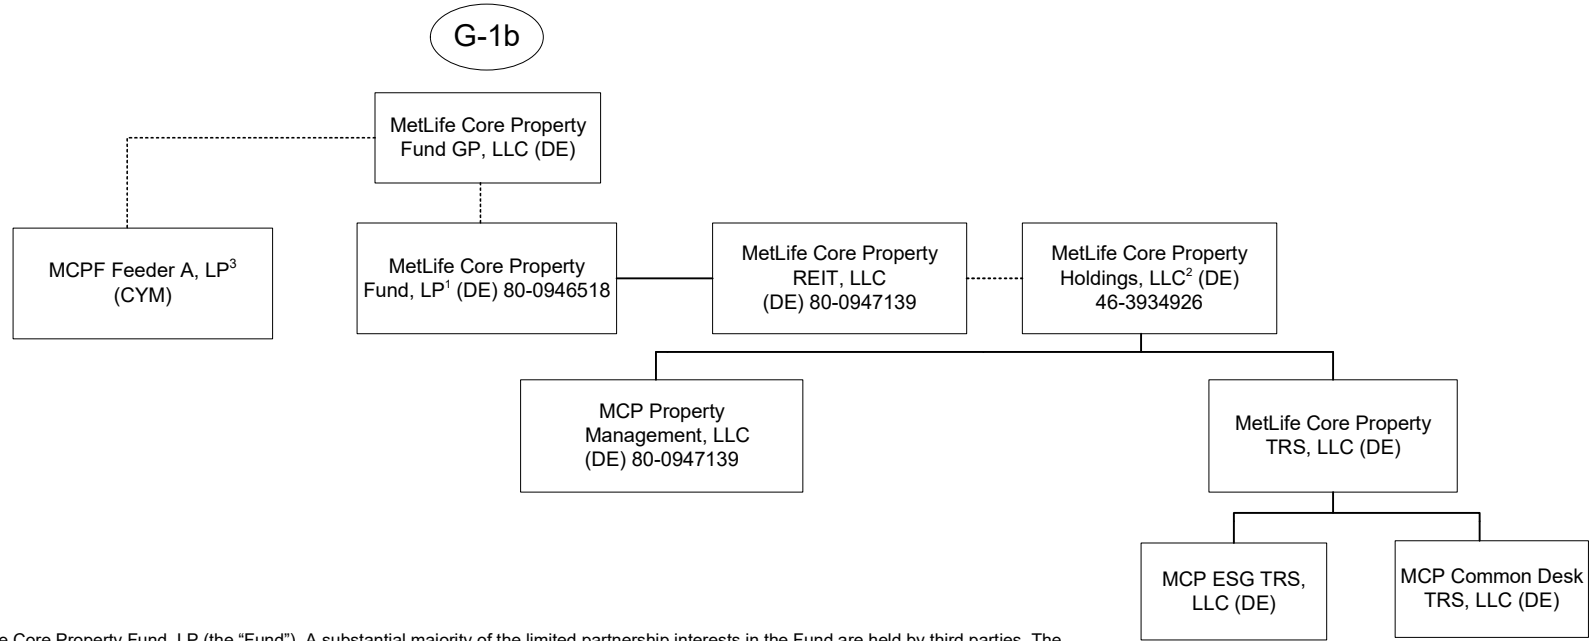 G-1b
MetLife Core Property
Fund GP, LLC (DE)
MCPF Feeder A, LP³
(CYM)
MetLife Core Property
Fund, LP¹ (DE) 80-0946518
MetLife Core Property
REIT, LLC
(DE) 80-0947139
MetLife Core Property
Holdings, LLC² (DE)
46-3934926
MCP Property
Management, LLC
(DE) 80-0947139
MetLife Core Property
TRS, LLC (DE)
MCP ESG TRS,
LLC (DE)
MCP Common Desk
TRS, LLC (DE)
Core Property Fund, LP (the “Fund”). A substantial majority of the limited partnership interests in the Fund are held by third parties. The